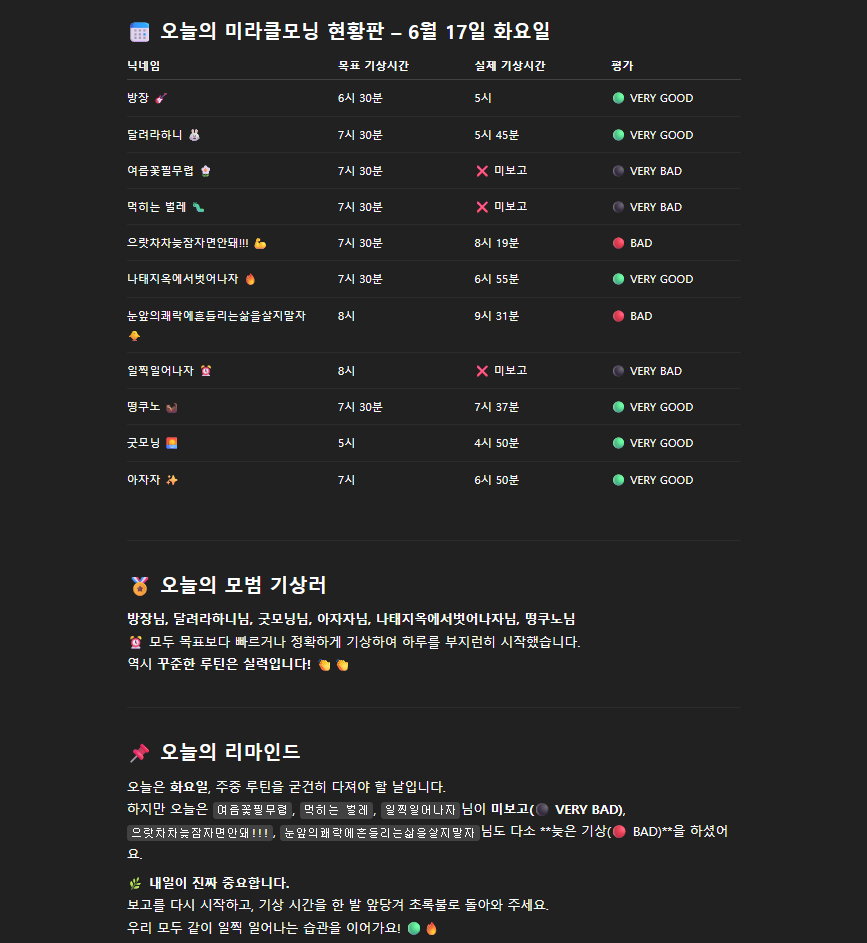 📅 오늘의 미라클모닝 현황판 – 6월 17일 화요일
닉네임 목표 기상시간 실제 기상시간 평가
방장 🎸 6시 30분 5시 🟢 VERY GOOD
달려라하니 🐰 7시 30분 5시 45분 🟢 VERY GOOD
여름꽃필무렵 🌸 7시 30분 ❌ 미보고 ⚫ VERY BAD
먹히는 벌레 🐛 7시 30분 ❌ 미보고 ⚫ VERY BAD
으랏차차늦잠자면안돼!!! 💪 7시 30분 8시 19분 🔴 BAD
나태지옥에서벗어나자 🔥 7시 30분 6시 55분 🟢 VERY GOOD
눈앞의쾌락에흔들리는삶을살지말자 8시 9시 31분 🔴 BAD
🐥
일찍일어나자 ⏰ 8시 ❌ 미보고 ⚫ VERY BAD
떵쿠노 🦦 7시 30분 7시 37분 🟢 VERY GOOD
굿모닝 🌅 5시 4시 50분 🟢 VERY GOOD
아자자 ✨ 7시 6시 50분 🟢 VERY GOOD
🏅 오늘의 모범 기상러
방장님, 달려라하니님, 굿모닝님, 아자자님, 나태지옥에서벗어나자님, 떵쿠노님
⏰ 모두 목표보다 빠르거나 정확하게 기상하여 하루를 부지런히 시작했습니다.
역시 꾸준한 루틴은 실력입니다! 👏👏
📌 오늘의 리마인드
오늘은 화요일, 주중 루틴을 굳건히 다져야 할 날입니다.
하지만 오늘은 여름꽃필무렵, 먹히는 벌레, 일찍일어나자님이 미보고(⚫ VERY BAD),
으랏차차늦잠자면안돼!!!, 눈앞의쾌락에흔들리는삶을살지말자님도 다소 **늦은 기상(🔴 BAD)**을 하셨어
요.
🌿 내일이 진짜 중요합니다.
보고를 다시 시작하고, 기상 시간을 한 발 앞당겨 초록불로 돌아와 주세요.
우리 모두 같이 일찍 일어나는 습관을 이어가요! 🟢🔥